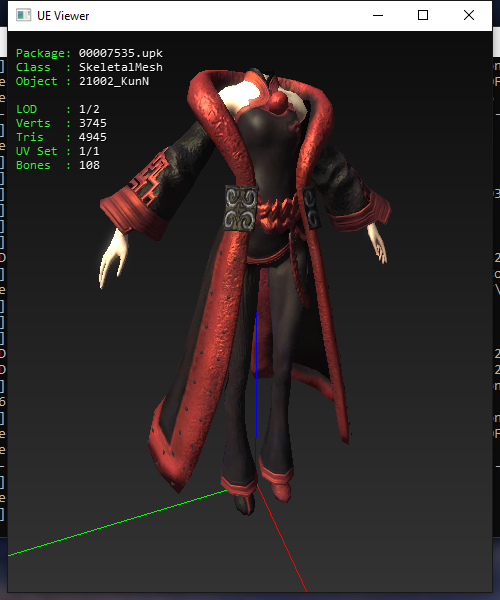 UE Viewer
Package: 00007535.upk
Class  : SkeletalMesh
Object : 21002_KunN
LOD    : 1/2
Verts  : 3745
Tris   : 4945
UV Set : 1/1
Bones  : 108